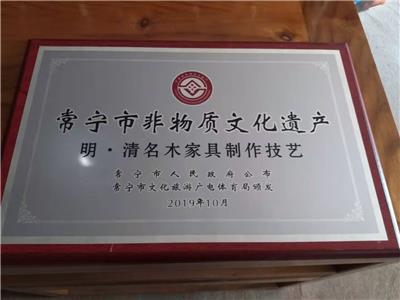 常宁市非物质文化遗产
明·清名木家具制作技艺
常宁市人民政府公布
常宁市文化旅游广电体育局颁发
2019年10月